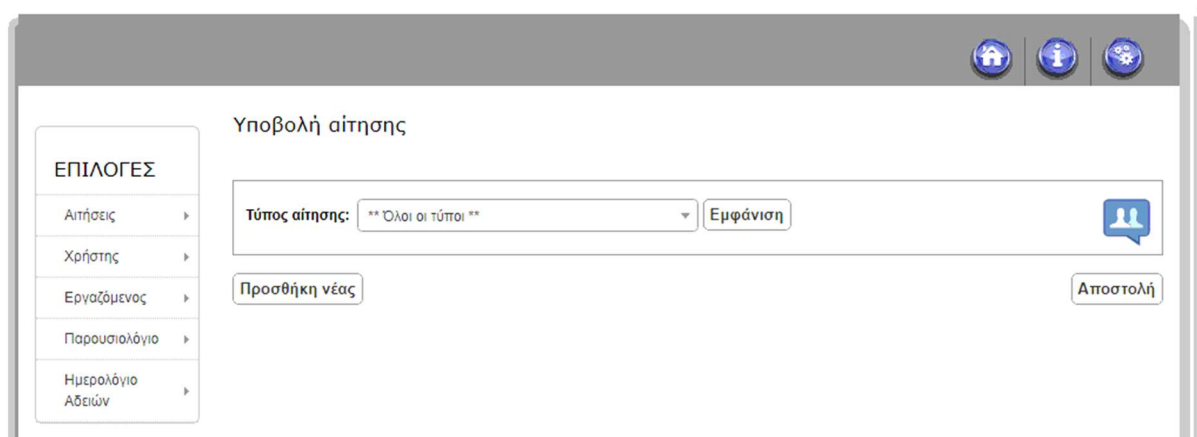 Υποβολή αίτησης
ΕΠΙΛΟΓΕΣ
Αιτήσεις
Χρήστης
Εργαζόμενος
Παρουσιολόγιο
Ημερολόγιο
Αδειών
Τύπος αίτησης: ** Όλοι οι τύποι ** Εμφάνιση
Προσθήκη νέας Αποστολή